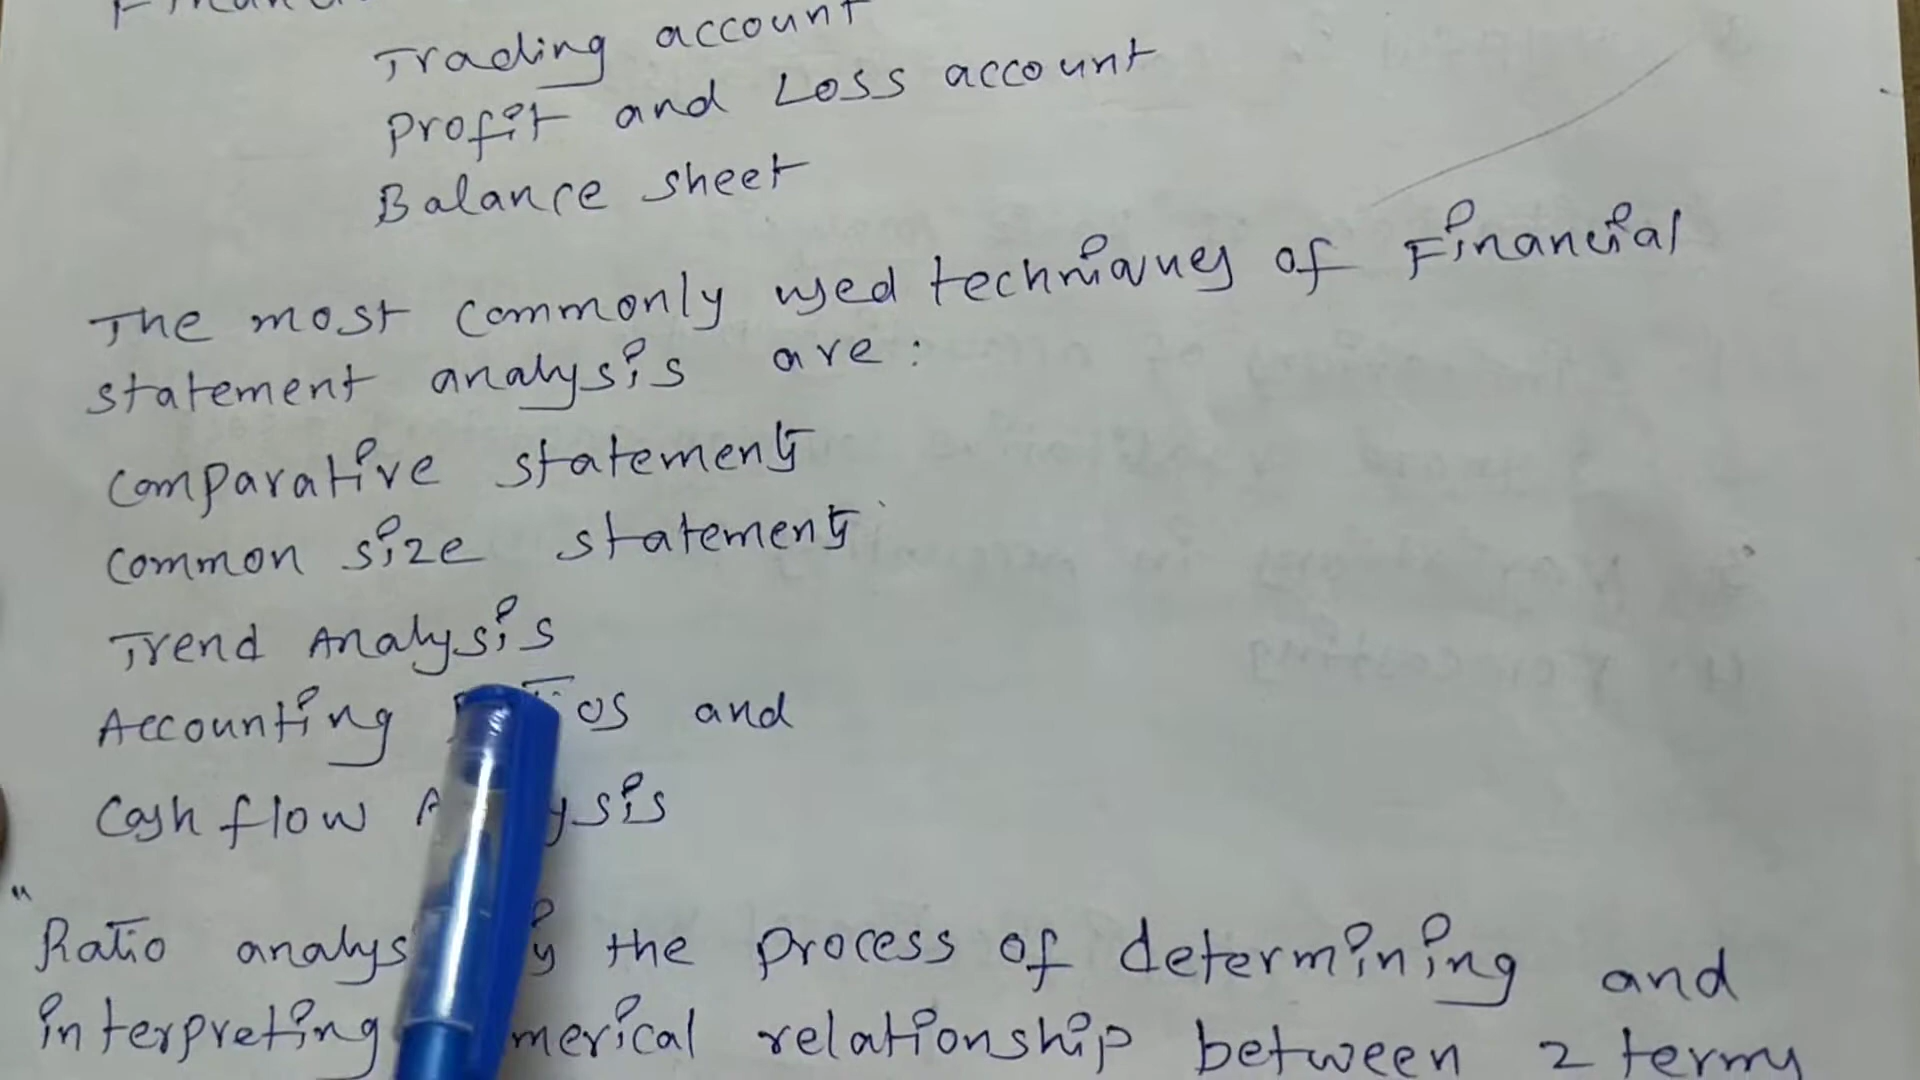 Trading account
Profit and Loss account
Balance sheet
The most commonly used techniques of Financial
statement analysis are:
Comparative statements
Common size statements
Trend Analysis
Accounting and
Cash flow
"Ratio the process of determining and
interpreting relationship between 2 terms